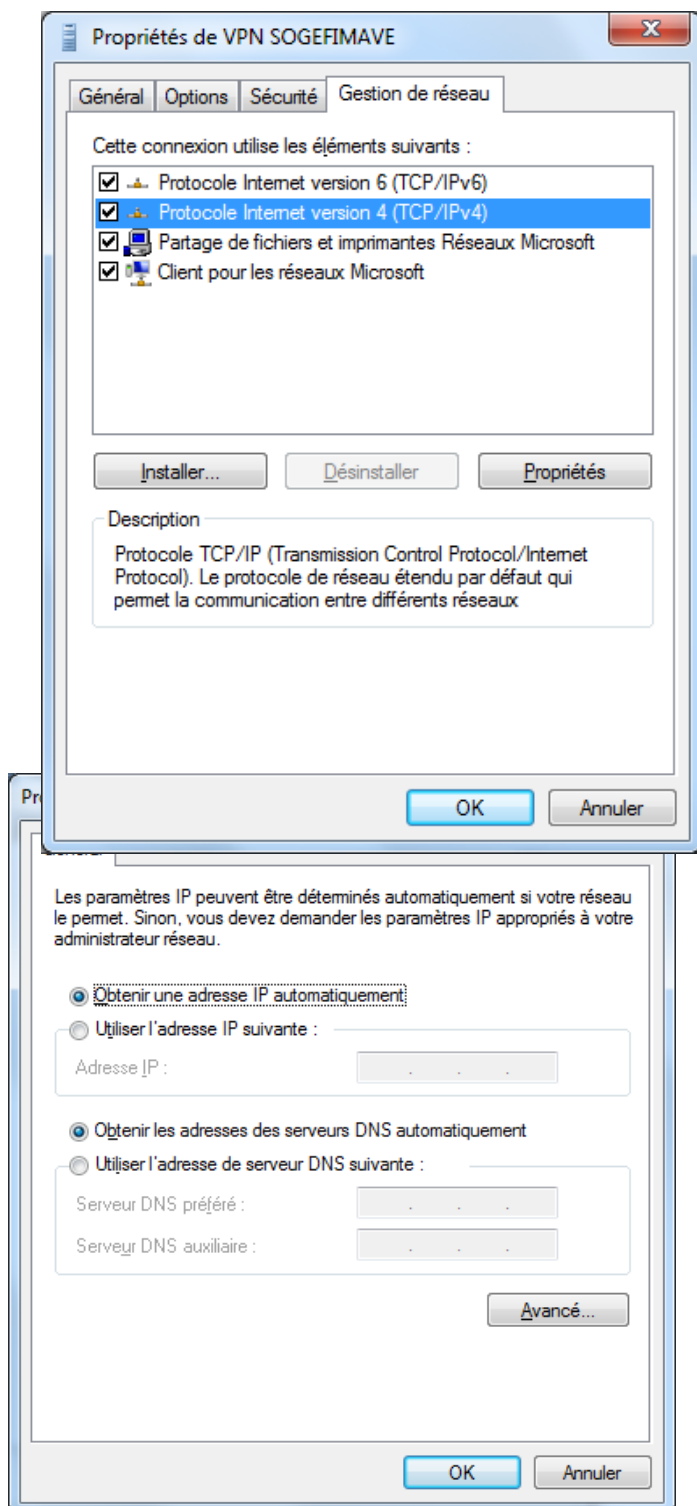 Propriétés de VPN SOGEFIMAVE
Général Options Sécurité Gestion de réseau
Cette connexion utilise les éléments suivants :
Protocole Internet version 6 (TCP/IPv6)
Protocole Internet version 4 (TCP/IPv4)
Partage de fichiers et imprimantes Réseaux Microsoft
Client pour les réseaux Microsoft
Installer... Désinstaller Propriétés
Description
Protocole TCP/IP (Transmission Control Protocol/Internet
Protocol). Le protocole de réseau étendu par défaut qui
permet la communication entre différents réseaux
OK Annuler
Les paramètres IP peuvent être déterminés automatiquement si votre réseau
le permet. Sinon, vous devez demander les paramètres IP appropriés à votre
administrateur réseau.
Obtenir une adresse IP automatiquement
Utiliser l'adresse IP suivante :
Adresse IP :
Obtenir les adresses des serveurs DNS automatiquement
Utiliser l'adresse de serveur DNS suivante :
Serveur DNS préféré :
Serveur DNS auxiliaire :
Avancé...
OK Annuler